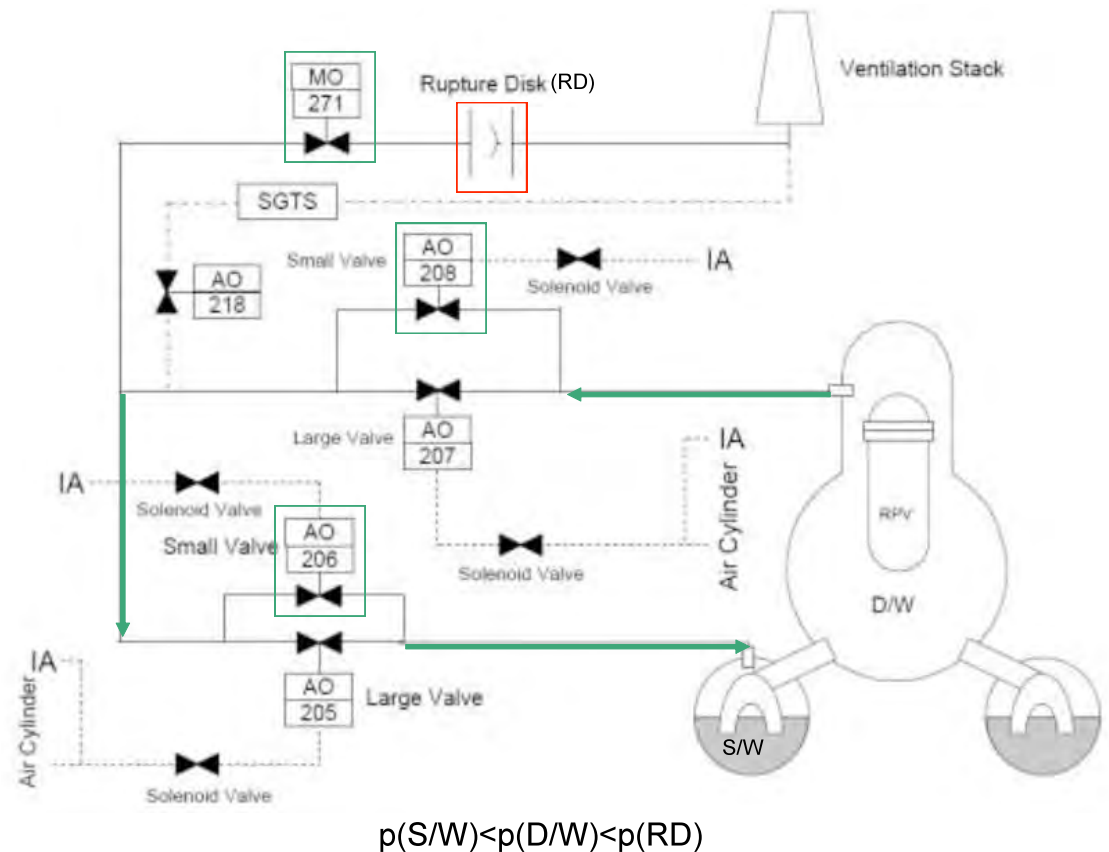 MO
271
Rupture Disk (RD)
Ventilation Stack
SGTS
Small Valve
AO
208
IA
Solenoid Valve
AO
218
Large Valve
AO
207
IA
Air Cylinder
Solenoid Valve
IA
Solenoid Valve
Small Valve
AO
206
RPV
D/W
IA
Air Cylinder
AO
205
Large Valve
Solenoid Valve
S/W
p(S/W)<p(D/W)<p(RD)